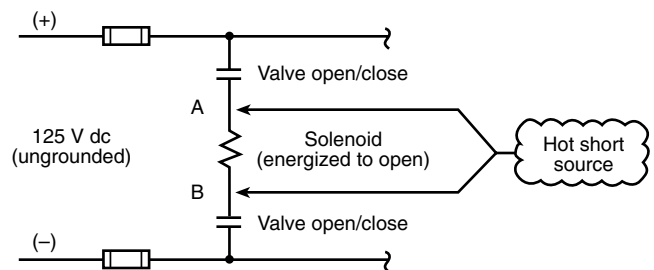 (+)
Valve open/close
A
125 V dc
(ungrounded)
Solenoid
(energized to open)
Hot short
source
B
Valve open/close
(–)